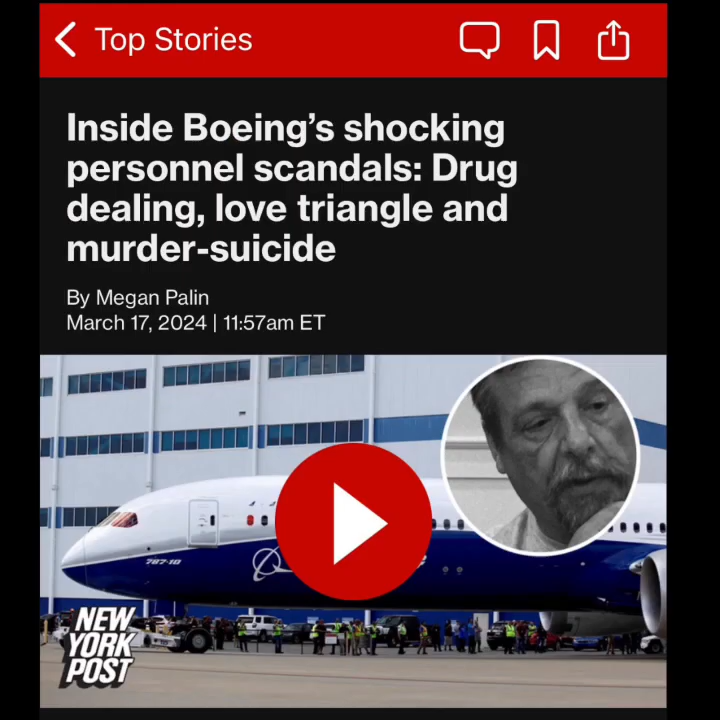 Top Stories
Inside Boeing’s shocking
personnel scandals: Drug
dealing, love triangle and
murder-suicide
By Megan Palin
March 17, 2024 | 11:57am ET
787-10
NEW
YORK
POST